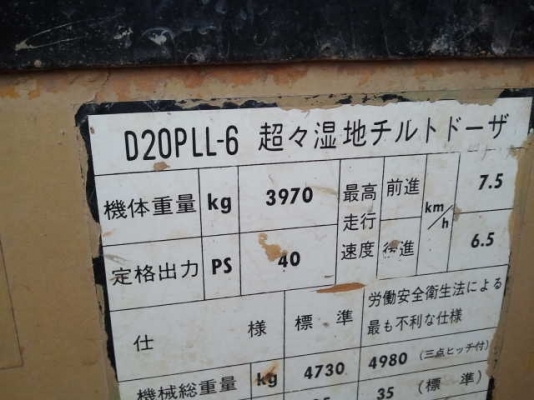 D20PLL-6 超々湿地チルトドーザ
機体重量 kg 3970 最高走行速度 前進 km/h 7.5
定格出力 PS 40 後進 6.5
仕様 標準 労働安全衛生法による最も不利な仕様
機械総重量 kg 4730 4980 (三点ヒッチ付)
35 (標準)